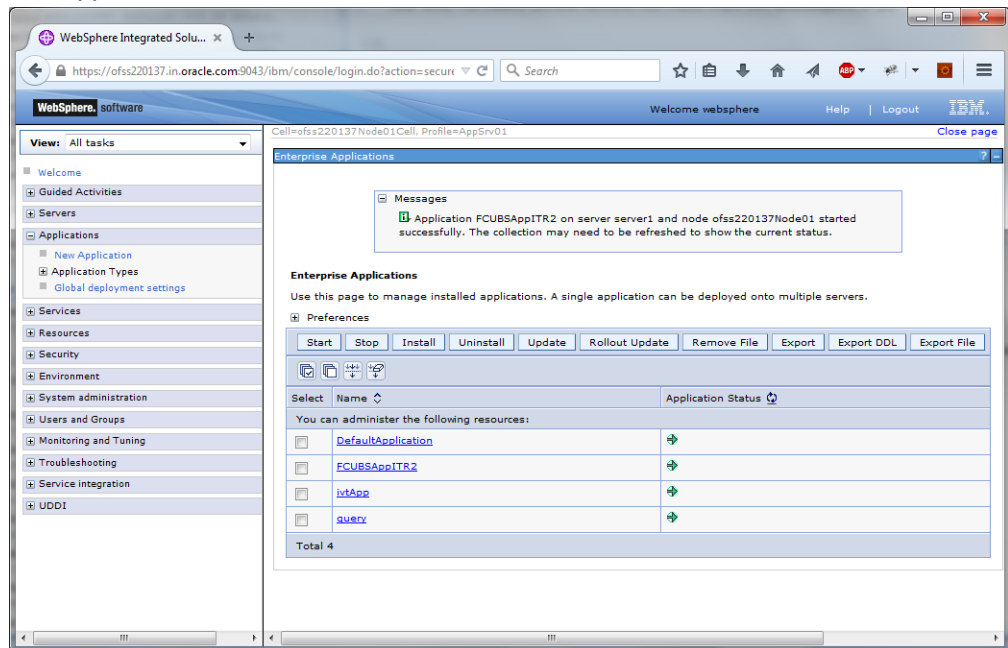 WebSphere Integrated Solu... × +
https://ofss220137.in.oracle.com:9043/ibm/console/login.do?action=secure Search ABP
WebSphere. software Welcome websphere Help | Logout IBM.
View: All tasks
Cell=ofss220137Node01Cell, Profile=AppSrv01 Close page
Welcome
Guided Activities
Servers
Applications
New Application
Application Types
Global deployment settings
Services
Resources
Security
Environment
System administration
Users and Groups
Monitoring and Tuning
Troubleshooting
Service integration
UDDI
Enterprise Applications ? -
Messages
Application FCUBSAppITR2 on server server1 and node ofss220137Node01 started
successfully. The collection may need to be refreshed to show the current status.
Enterprise Applications
Use this page to manage installed applications. A single application can be deployed onto multiple servers.
Preferences
Start Stop Install Uninstall Update Rollout Update Remove File Export Export DDL Export File
Select Name Application Status
You can administer the following resources:
DefaultApplication
FCUBSAppITR2
ivtApp
query
Total 4